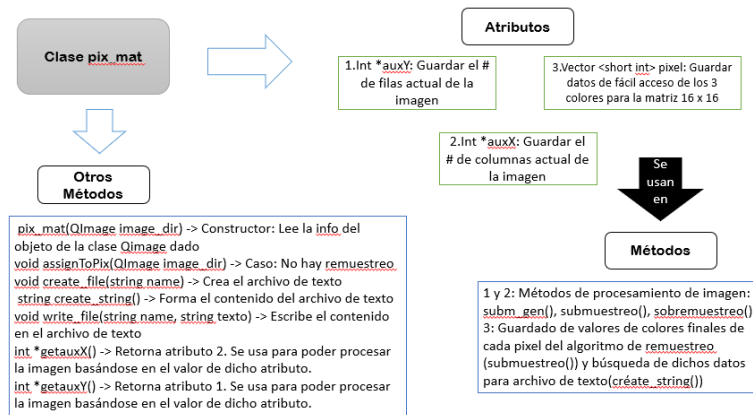 Clase pix_mat
Atributos
1.Int *auxY: Guardar el #
de filas actual de la
imagen
3.Vector <short int> pixel: Guardar
datos de fácil acceso de los 3
colores para la matriz 16 x 16
2.Int *auxX: Guardar el
# de columnas actual de
la imagen
Se
usan
en
Otros
Métodos
pix_mat(QImage image_dir) -> Constructor: Lee la info del
objeto de la clase Qimage dado
void assignToPix(QImage image_dir) -> Caso: No hay remuestreo
void create_file(string name) -> Crea el archivo de texto
string create_string() -> Forma el contenido del archivo de texto
void write_file(string name, string texto) -> Escribe el contenido
en el archivo de texto
int *getauxX() -> Retorna atributo 2. Se usa para poder procesar
la imagen basándose en el valor de dicho atributo.
int *getauxY() -> Retorna atributo 1. Se usa para poder procesar
la imagen basándose en el valor de dicho atributo.
Métodos
1 y 2: Métodos de procesamiento de imagen:
subm_gen(), submuestreo(), sobremuestreo()
3: Guardado de valores de colores finales de
cada pixel del algoritmo de remuestreo
(submuestreo()) y búsqueda de dichos datos
para archivo de texto(créate_string())